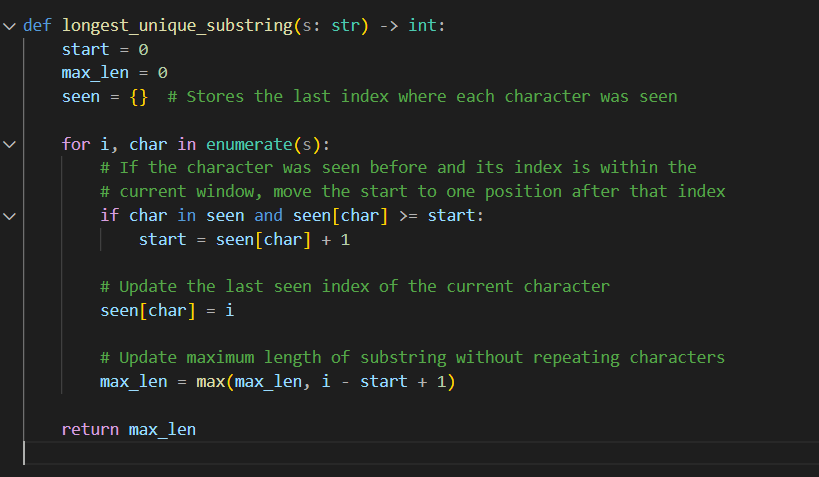 def longest_unique_substring(s: str) -> int:
    start = 0
    max_len = 0
    seen = {}  # Stores the last index where each character was seen

    for i, char in enumerate(s):
        # If the character was seen before and its index is within the
        # current window, move the start to one position after that index
        if char in seen and seen[char] >= start:
            start = seen[char] + 1

        # Update the last seen index of the current character
        seen[char] = i

        # Update maximum length of substring without repeating characters
        max_len = max(max_len, i - start + 1)

    return max_len